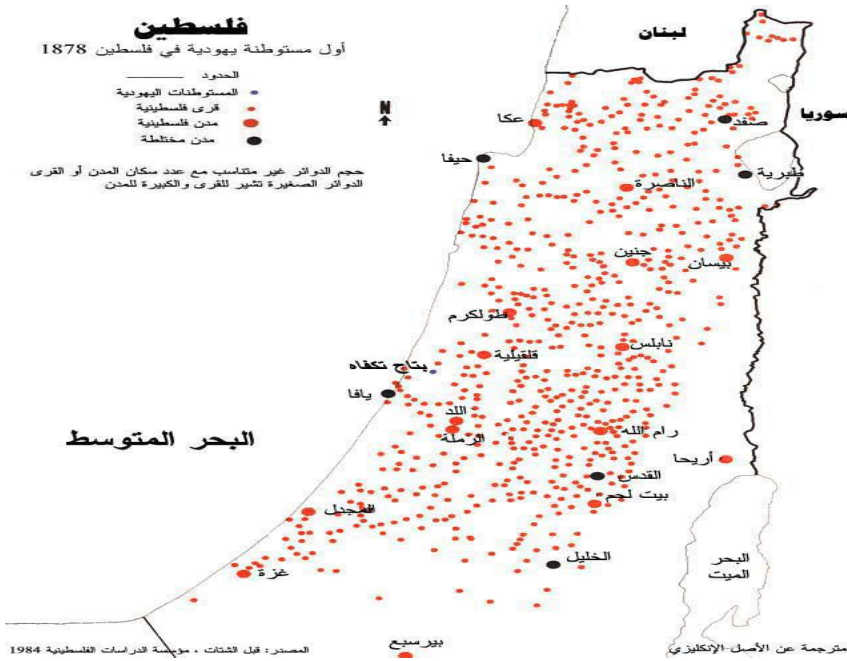 فلسطين
أول مستوطنة يهودية في فلسطين 1878
الحدود
المستوطنات اليهودية
قرى فلسطينية
مدن فلسطينية
مدن مختلطة
حجم الدوائر غير متناسب مع عدد سكان المدن أو القرى
الدوائر الصغيرة تشير للقرى والكبيرة للمدن
N
لبنان
سوريا
عكا
صفد
حيفا
طبرية
الناصرة
جنين
بيسان
طولكرم
نابلس
قلقيلية
بتاح تكفاه
يافا
اللد
الرملة
رام الله
أريحا
القدس
بيت لحم
البحر المتوسط
المجدل
الخليل
غزة
البحر
الميت
بيرسبع
المصدر: قبل الشتات ، مؤسسة الدراسات الفلسطينية 1984
مترجمة عن الأصل الإنكليزي